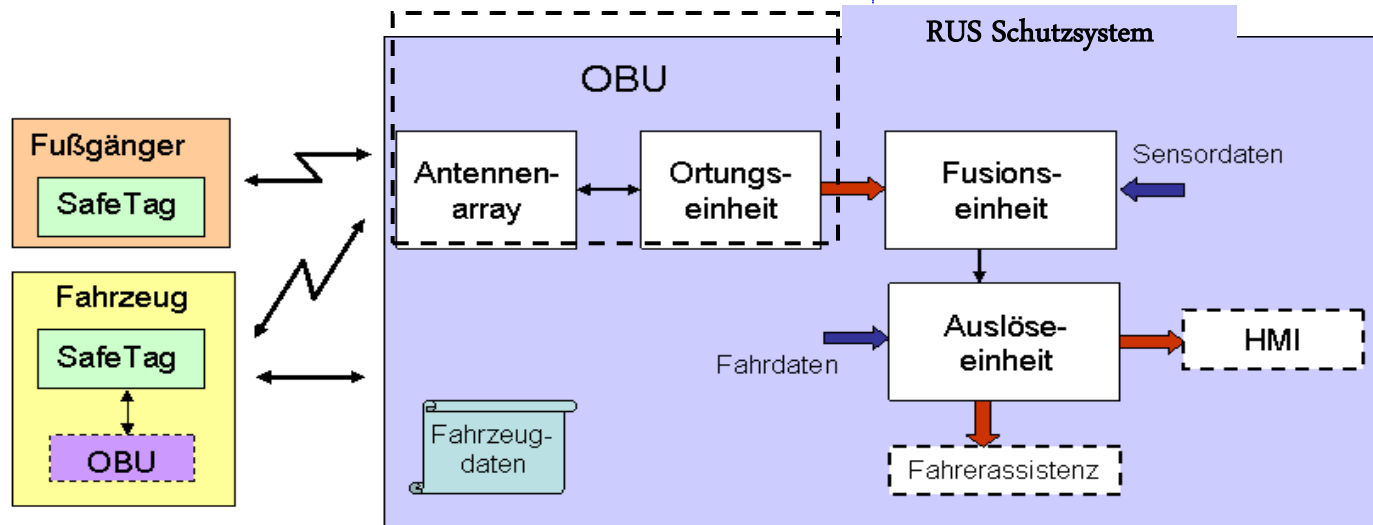 RUS Schutzsystem
OBU
Fußgänger
SafeTag
Fahrzeug
SafeTag
OBU
Antennen-
array
Ortungs-
einheit
Fusions-
einheit
Sensordaten
Auslöse-
einheit
Fahrdaten
HMI
Fahrzeug-
daten
Fahrerassistenz